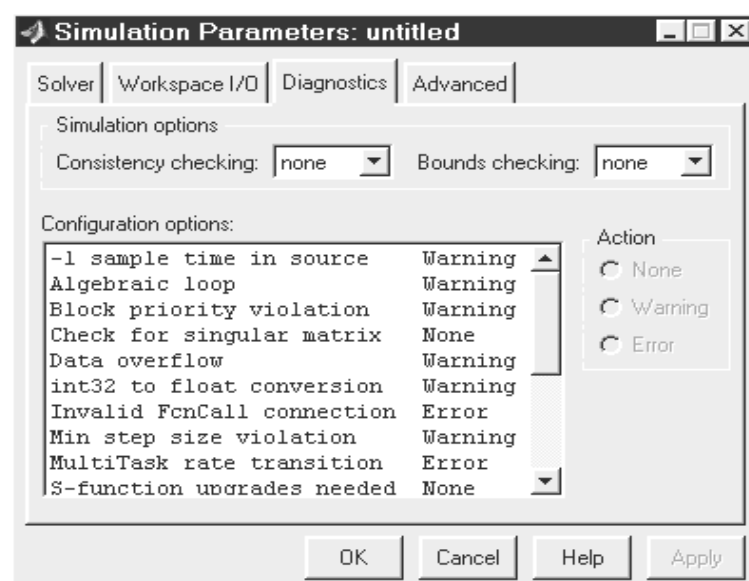 Simulation Parameters: untitled
Solver Workspace I/O Diagnostics Advanced
Simulation options
Consistency checking: none Bounds checking: none
Configuration options:
Action
-1 sample time in source Warning
Algebraic loop Warning
Block priority violation Warning
Check for singular matrix None
Data overflow Warning
int32 to float conversion Warning
Invalid FcnCall connection Error
Min step size violation Warning
MultiTask rate transition Error
S-function upgrades needed None
None
Warning
Error
OK Cancel Help Apply